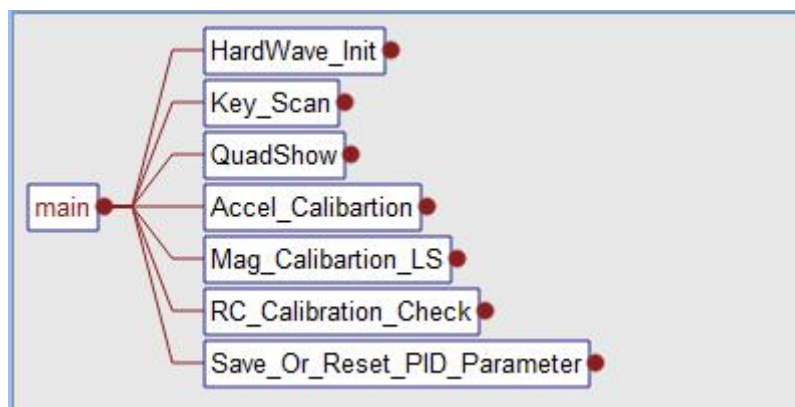 HardWave_Init
Key_Scan
QuadShow
main
Accel_Calibartion
Mag_Calibartion_LS
RC_Calibration_Check
Save_Or_Reset_PID_Parameter